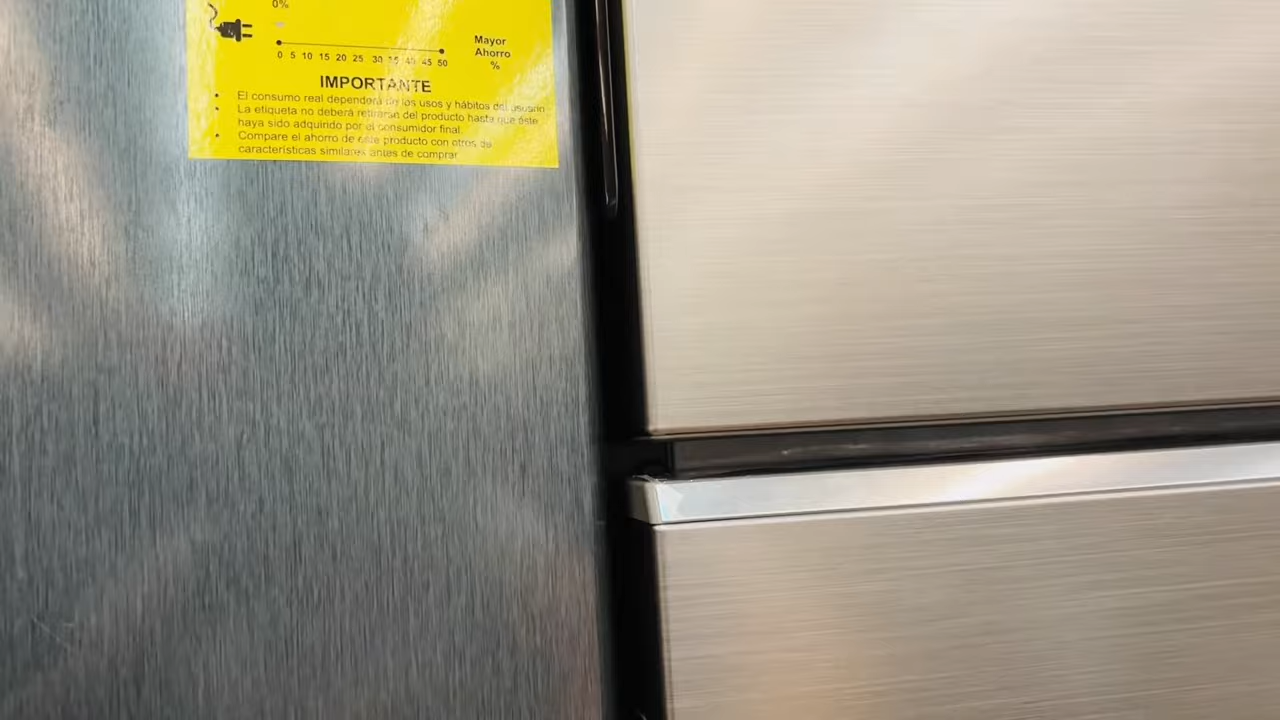 0%
Mayor
Ahorro
%
0 5 10 15 20 25 30 35 40 45 50
IMPORTANTE
• El consumo real dependerá de los usos y hábitos del usuario
• La etiqueta no deberá retirarse del producto hasta que éste
haya sido adquirido por el consumidor final.
• Compare el ahorro de este producto con otros de
características similares antes de comprar